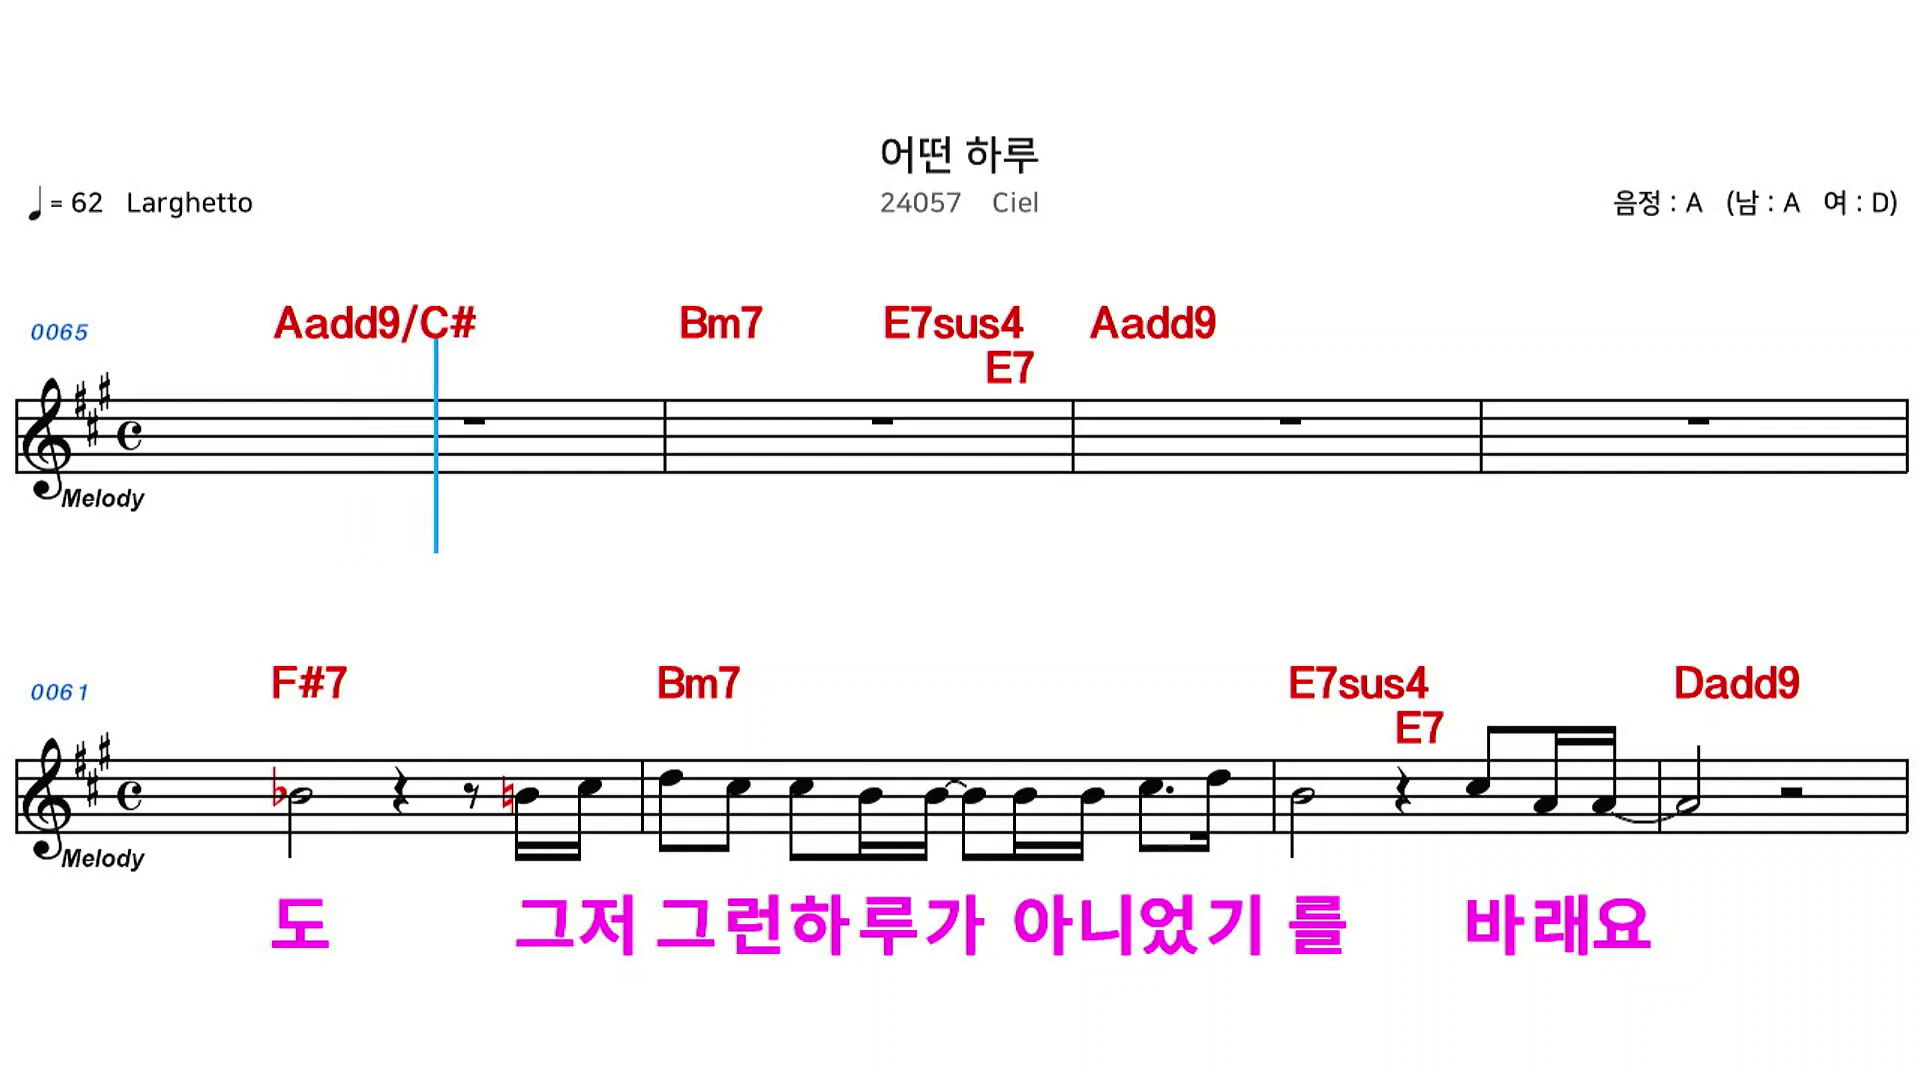 어떤 하루
♩ = 62 Larghetto 24057 Ciel 음정 : A (남 : A 여 : D)
0065 Aadd9/C# Bm7 E7sus4 Aadd9
E7
Melody
0061 F#7 Bm7 E7sus4 Dadd9
E7
Melody
도 그저 그런하루가 아니었기 를 바래요